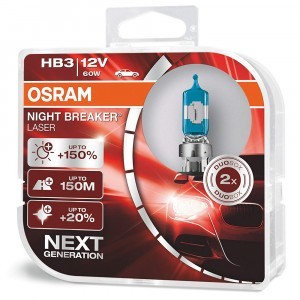 HB3 12V
60W
OSRAM
NIGHT BREAKER®
LASER
UP TO
+150%
UP TO
150M
UP TO
+20%
NEXT
GENERATION
DUOBOX
2x
DUOBOX